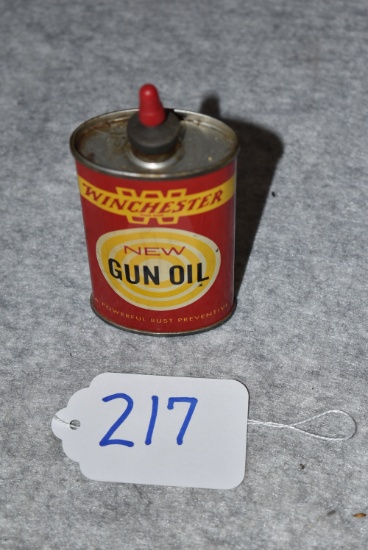 W
WINCHESTER
NEW
GUN OIL
POWERFUL RUST PREVENTIVE
217